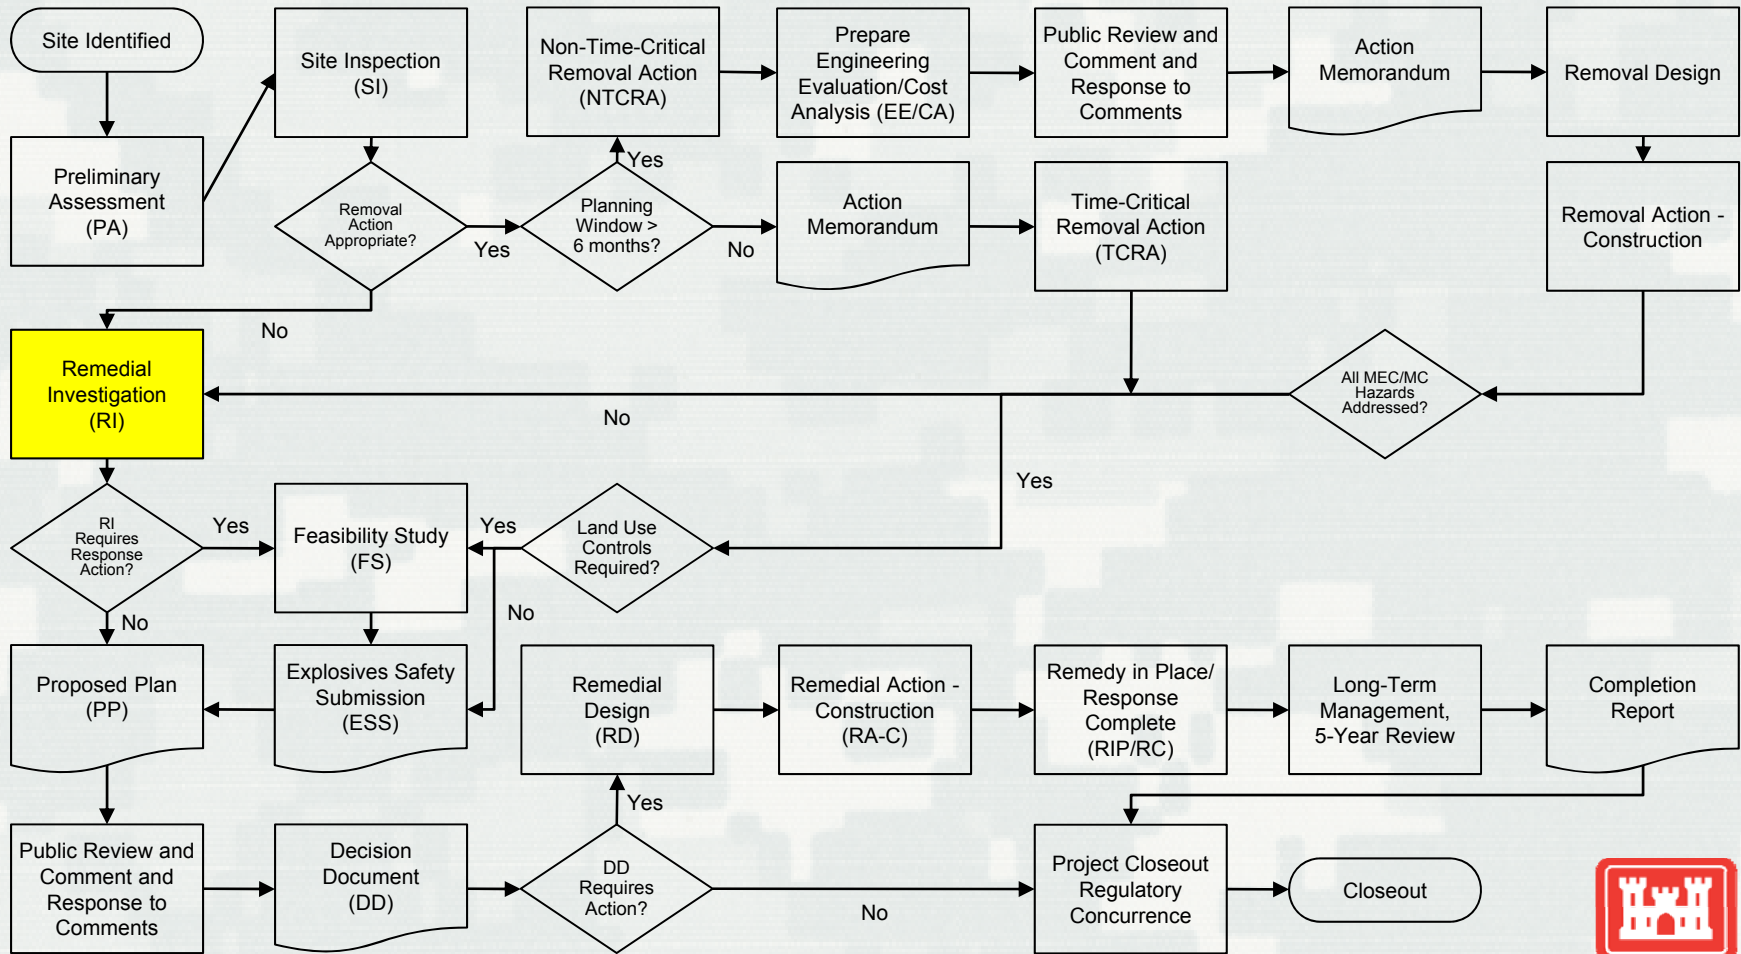 Site Identified
Site Inspection
(SI)
Non-Time-Critical
Removal Action
(NTCRA)
Prepare
Engineering
Evaluation/Cost
Analysis (EE/CA)
Public Review and
Comment and
Response to
Comments
Action
Memorandum
Removal Design
Preliminary
Assessment
(PA)
Removal
Action
Appropriate?
Yes
Planning
Window >
6 months?
Yes
No
Action
Memorandum
Time-Critical
Removal Action
(TCRA)
Removal Action -
Construction
No
Remedial
Investigation
(RI)
No
All MEC/MC
Hazards
Addressed?
Yes
RI
Requires
Response
Action?
Yes
Feasibility Study
(FS)
Yes
Land Use
Controls
Required?
No
No
Proposed Plan
(PP)
Explosives Safety
Submission
(ESS)
Remedial
Design
(RD)
Remedial Action -
Construction
(RA-C)
Remedy in Place/
Response
Complete
(RIP/RC)
Long-Term
Management,
5-Year Review
Completion
Report
Yes
Public Review and
Comment and
Response to
Comments
Decision
Document
(DD)
DD
Requires
Action?
No
Project Closeout
Regulatory
Concurrence
Closeout